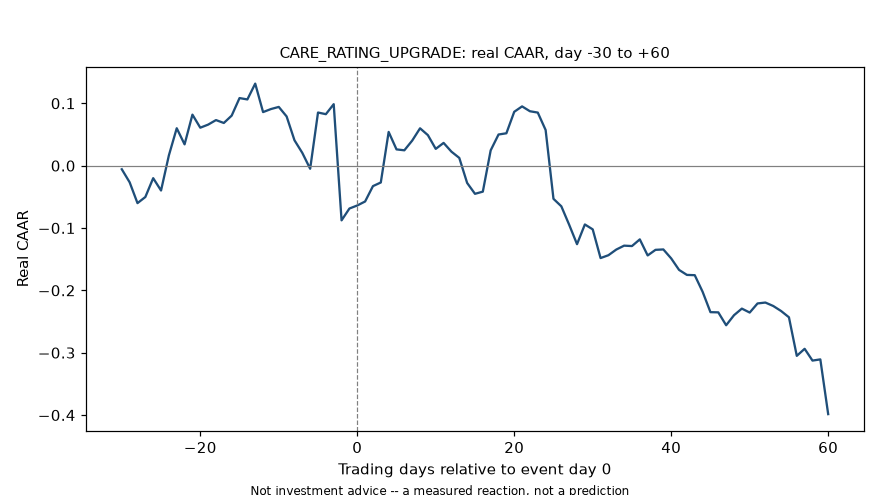 CARE_RATING_UPGRADE: real CAAR, day -30 to +60
Real CAAR
0.1
0.0
−0.1
−0.2
−0.3
−0.4
−20
0
20
40
60
Trading days relative to event day 0
Not investment advice -- a measured reaction, not a prediction